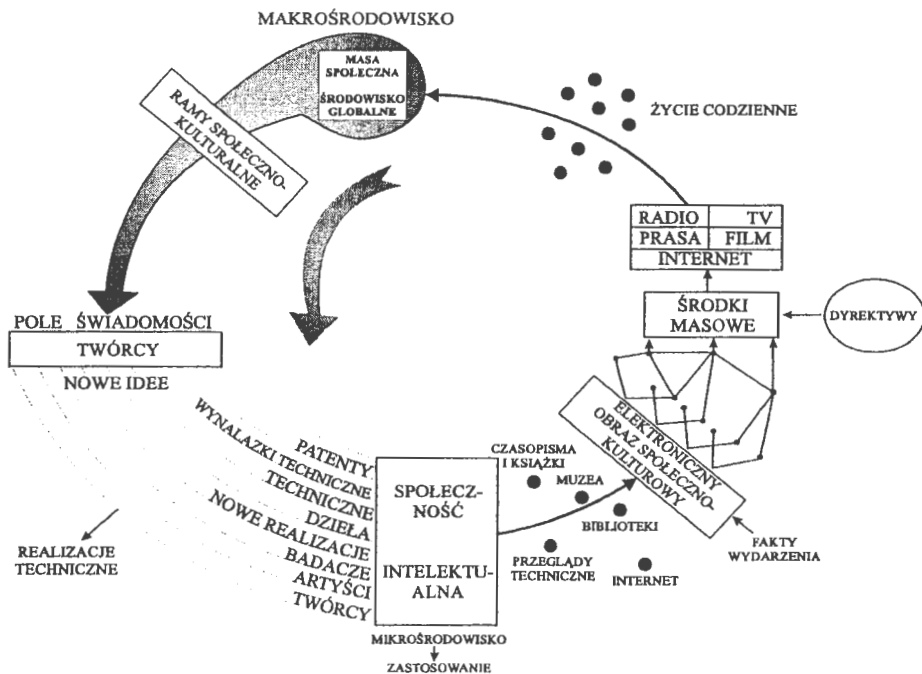 MAKROŚRODOWISKO
MASA
SPOŁECZNA
ŚRODOWISKO
GLOBALNE
RAMY SPOŁECZNO-
KULTURALNE
ŻYCIE CODZIENNE
RADIO TV
PRASA FILM
INTERNET
ŚRODKI
MASOWE
DYREKTYWY
POLE ŚWIADOMOŚCI
TWÓRCY
NOWE IDEE
PATENTY
WYNALAZKI TECHNICZNE
TECHNICZNE
DZIEŁA
NOWE REALIZACJE
BADACZE
ARTYŚCI
TWÓRCY
SPOŁECZ-
NOŚĆ
INTELEKTU-
ALNA
MIKROŚRODOWISKO
ZASTOSOWANIE
CZASOPISMA
I KSIĄŻKI
MUZEA
BIBLIOTEKI
PRZEGLĄDY
TECHNICZNE
INTERNET
ELEKTRONICZNY
OBRAZ SPOŁECZNO-
KULTUROWY
FAKTY
WYDARZENIA
REALIZACJE
TECHNICZNE